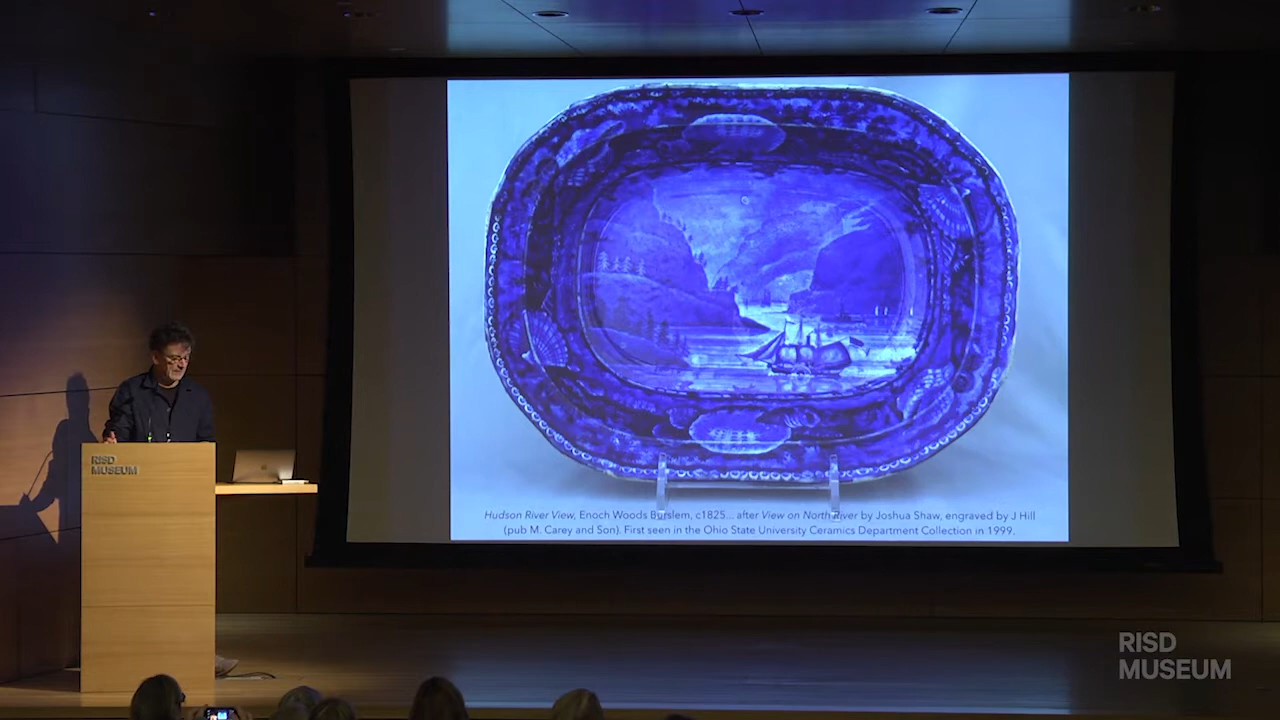 RISD
MUSEUM
Hudson River View, Enoch Woods Burslem, c1825... after View on North River by Joshua Shaw, engraved by J Hill
(pub M. Carey and Son). First seen in the Ohio State University Ceramics Department Collection in 1999.
RISD
MUSEUM